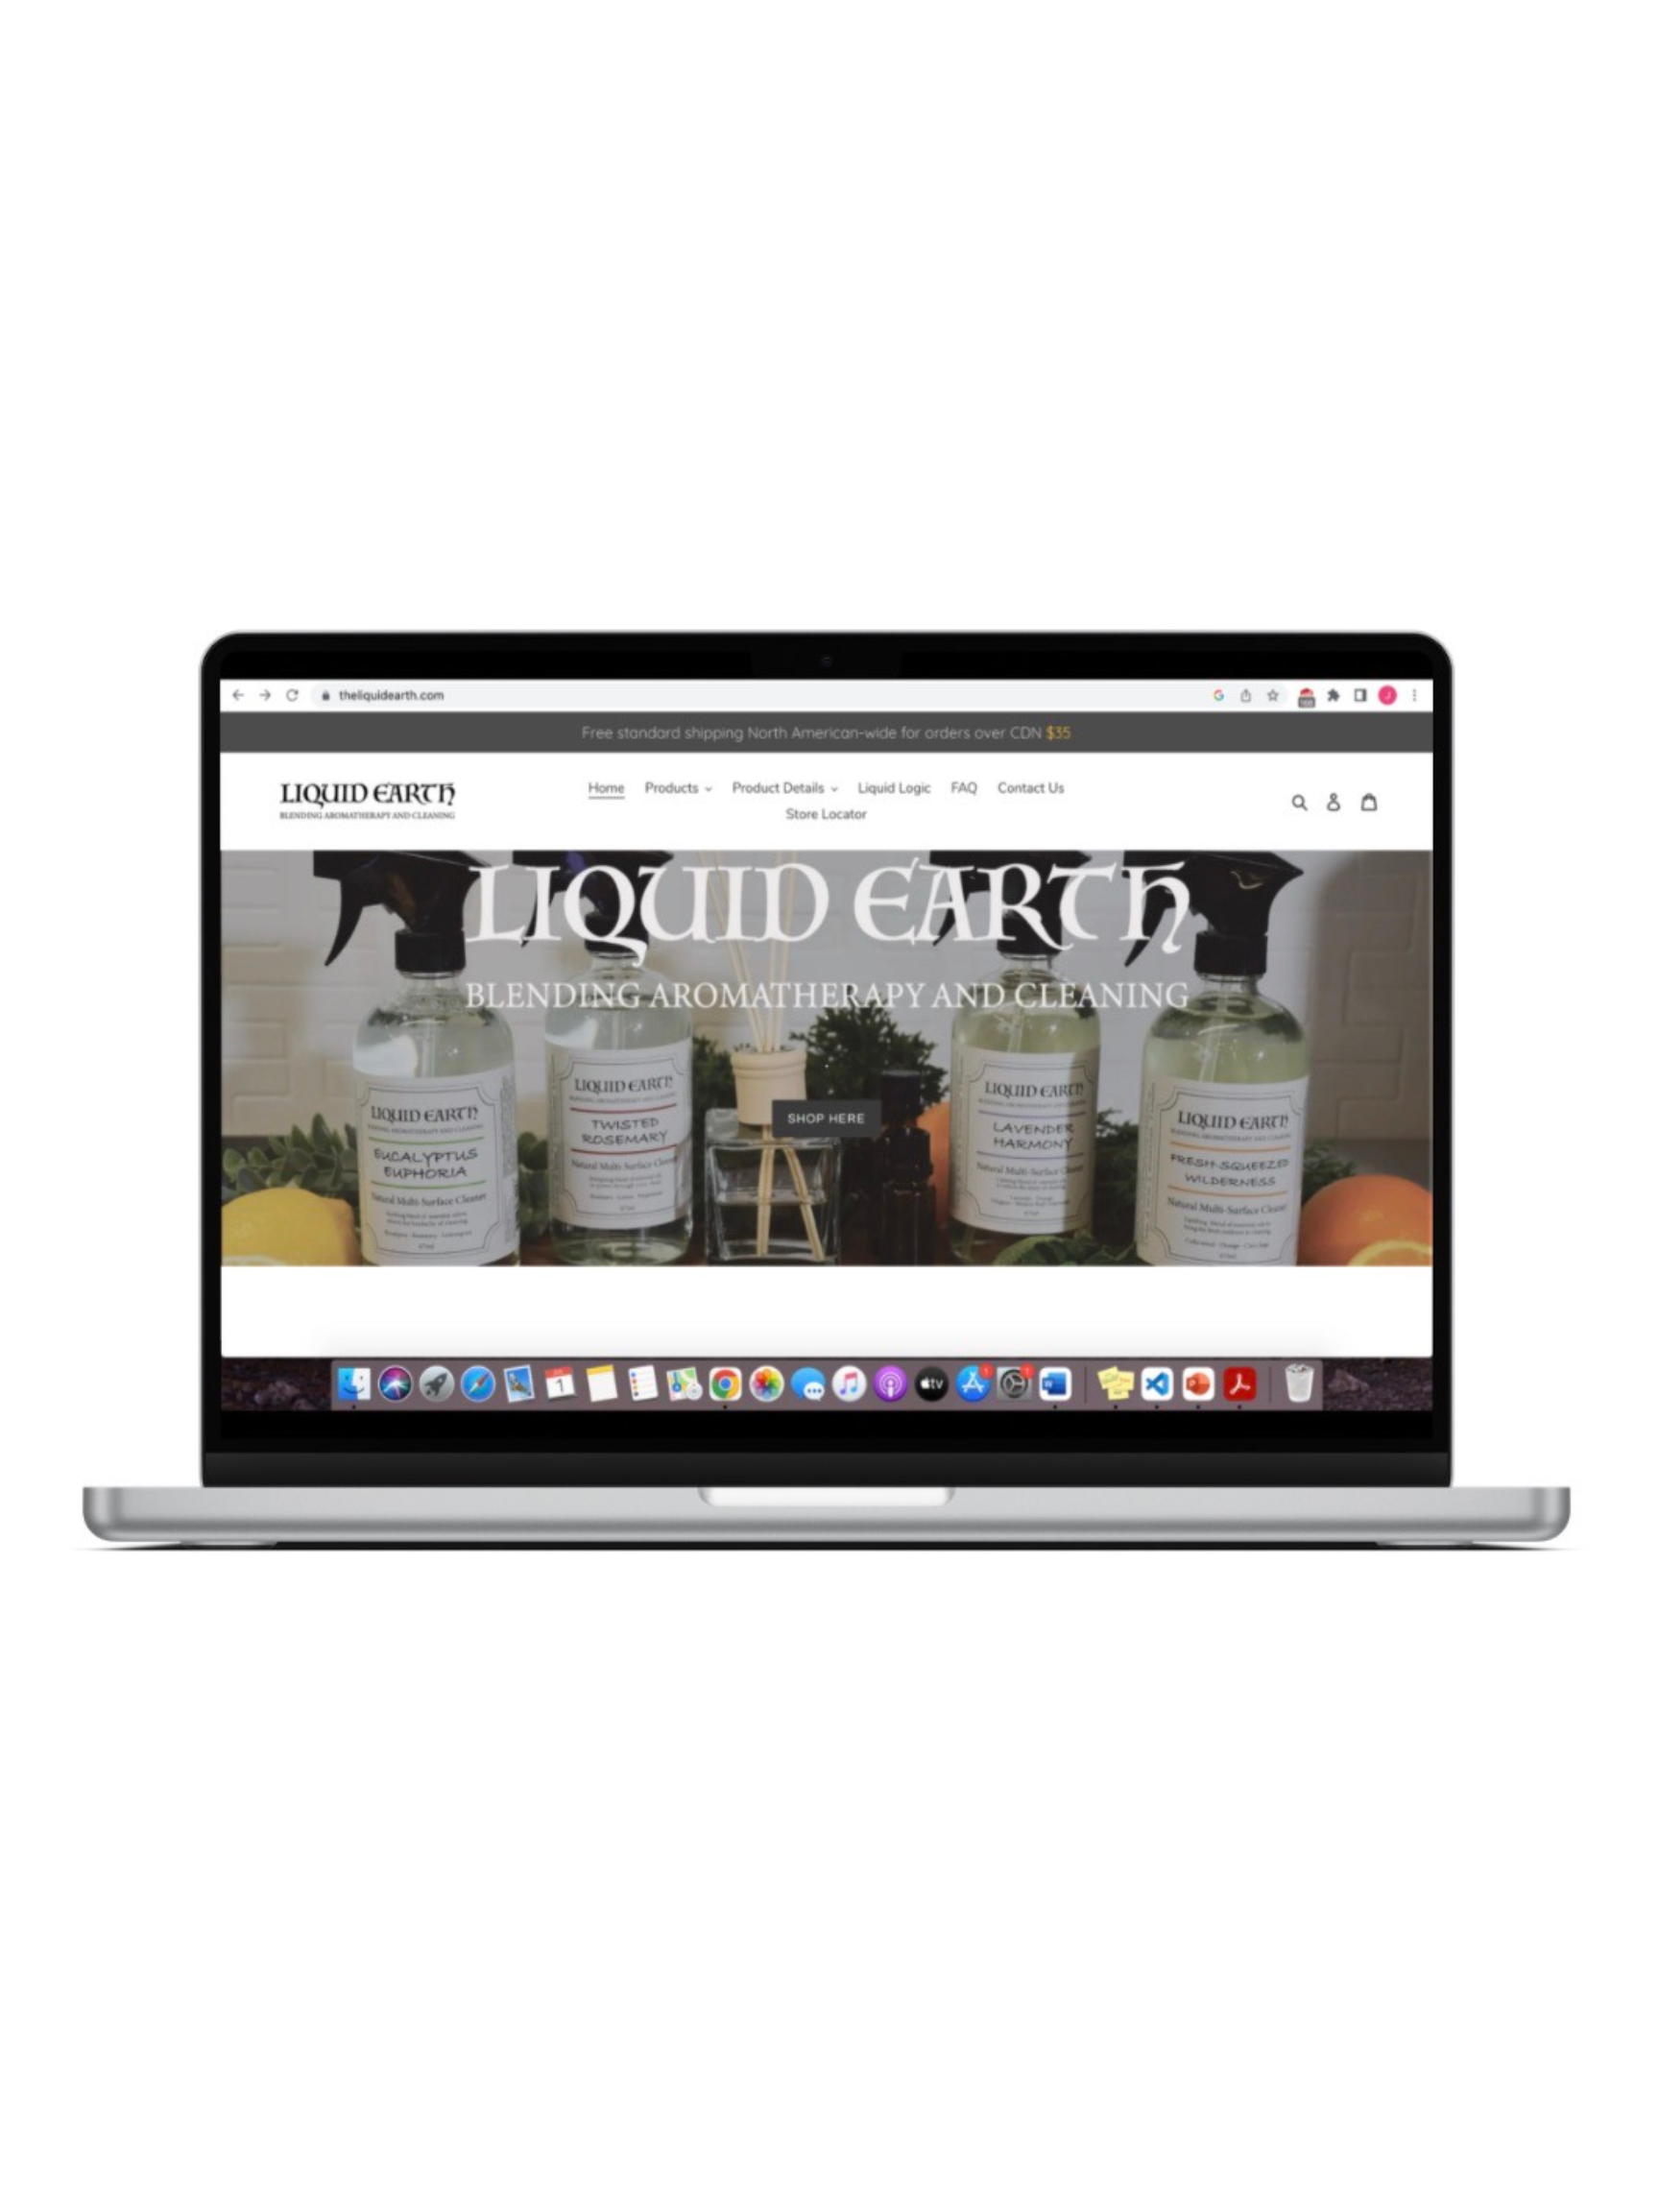 theliquidearth.com
Free standard shipping North American-wide for orders over CDN $35
LIQUID EARTH
BLENDING AROMATHERAPY AND CLEANING
Home Products Product Details Liquid Logic FAQ Contact Us
Store Locator
LIQUID EARTH
BLENDING AROMATHERAPY AND CLEANING
SHOP HERE
LIQUID EARTH
EUCALYPTUS
EUPHORIA
Natural Multi-Surface Cleaner
LIQUID EARTH
TWISTED
ROSEMARY
Natural Multi-Surface Cleaner
LIQUID EARTH
LAVENDER
HARMONY
Natural Multi-Surface Cleaner
LIQUID EARTH
FRESH-SQUEEZED
WILDERNESS
Natural Multi-Surface Cleaner
1
tv